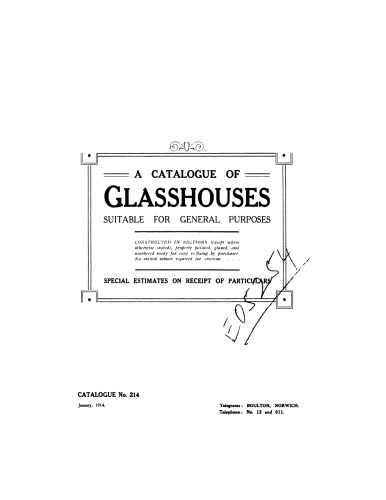 A CATALOGUE OF
GLASSHOUSES
SUITABLE FOR GENERAL PURPOSES
CONSTRUCTED IN SECTIONS (except where
otherwise stated), properly painted, glazed, and
numbered ready for easy re-fixing by purchaser.
No skilled labour required for erection . . . .
SPECIAL ESTIMATES ON RECEIPT OF PARTICULARS
CATALOGUE No. 214
January, 1914.
Telegrams: BOULTON, NORWICH.
Telephone: No. 12 and 911.